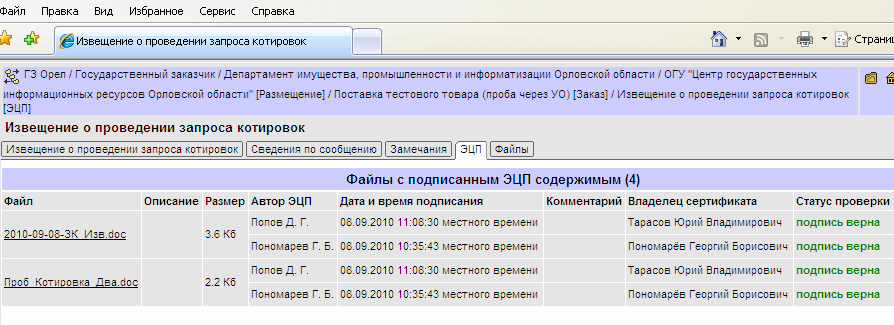 Файл Правка Вид Избранное Сервис Справка
Извещение о проведении запроса котировок
Страниц
ГЗ Орел / Государственный заказчик / Департамент имущества, промышленности и информатизации Орловской области / ОГУ "Центр государственных
информационных ресурсов Орловской области" [Размещение] / Поставка тестового товара (проба через УО) [Заказ] / Извещение о проведении запроса котировок
[ЭЦП]
Извещение о проведении запроса котировок
Извещение о проведении запроса котировок Сведения по сообщению Замечания ЭЦП Файлы
Файлы с подписанным ЭЦП содержимым (4)
Файл Описание Размер Автор ЭЦП Дата и время подписания Комментарий Владелец сертификата Статус проверки
2010-09-08-ЗК_Изв.doc 3.6 Кб Попов Д. Г. 08.09.2010 11:08:30 местного времени Тарасов Юрий Владимирович подпись верна
Пономарев Г. Б. 08.09.2010 10:35:43 местного времени Пономарёв Георгий Борисович подпись верна
Проб_Котировка_Два.doc 2.2 Кб Попов Д. Г. 08.09.2010 11:08:30 местного времени Тарасов Юрий Владимирович подпись верна
Пономарев Г. Б. 08.09.2010 10:35:43 местного времени Пономарёв Георгий Борисович подпись верна